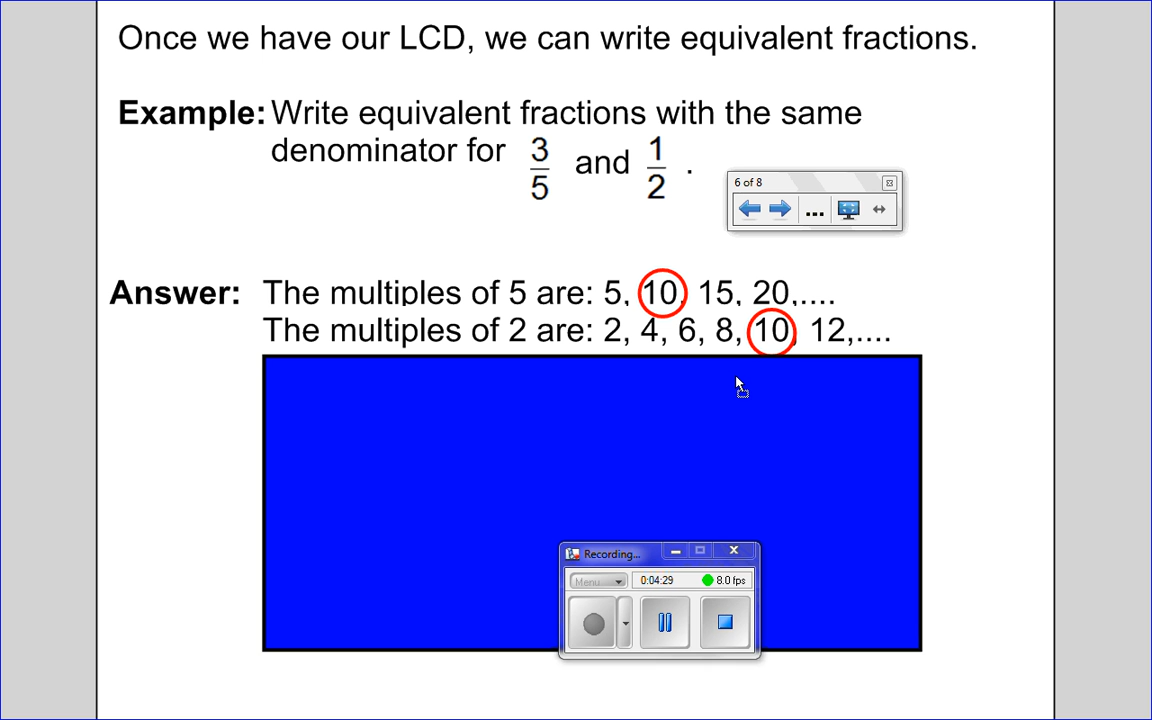 Once we have our LCD, we can write equivalent fractions.
Example: Write equivalent fractions with the same
denominator for 3/5 and 1/2 .
6 of 8
...
Answer: The multiples of 5 are: 5, 10, 15, 20,....
The multiples of 2 are: 2, 4, 6, 8, 10, 12,....
Recording...
Menu 0:04:29 8.0 fps